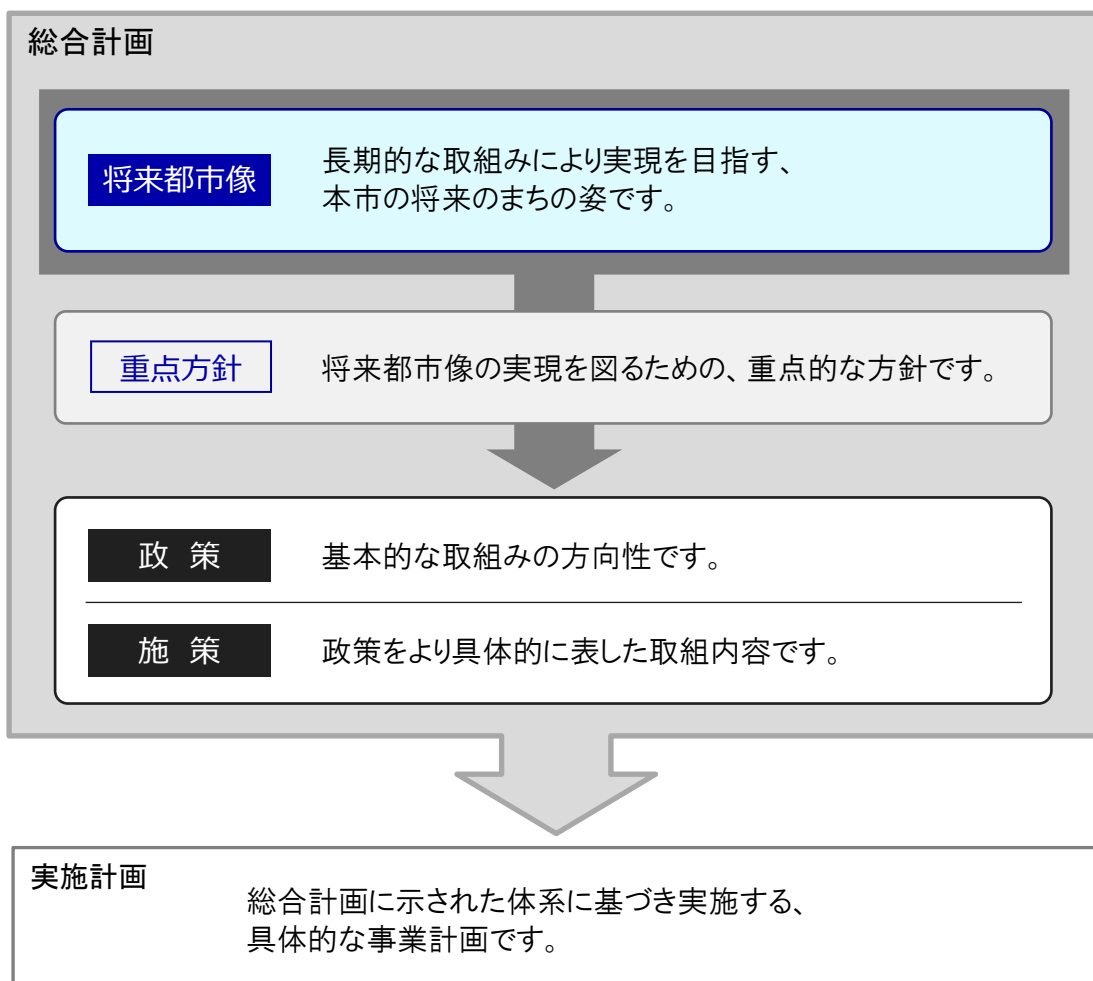 総合計画
将来都市像
長期的な取組みにより実現を目指す、
本市の将来のまちの姿です。
重点方針
将来都市像の実現を図るための、重点的な方針です。
政 策
基本的な取組みの方向性です。
施 策
政策をより具体的に表した取組内容です。
実施計画
総合計画に示された体系に基づき実施する、
具体的な事業計画です。